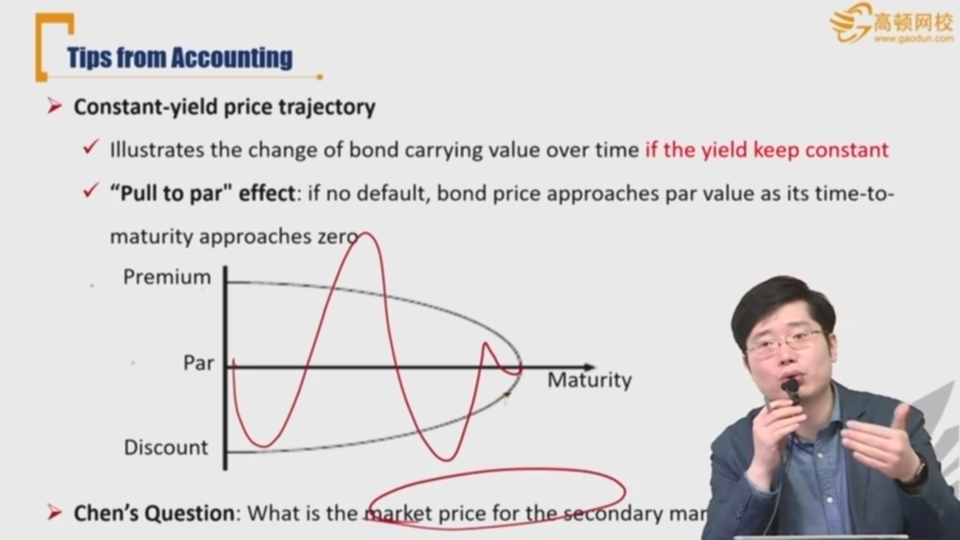 高顿网校
www.gaodun.com
Tips from Accounting
Constant-yield price trajectory
Illustrates the change of bond carrying value over time if the yield keep constant
“Pull to par" effect: if no default, bond price approaches par value as its time-to-
maturity approaches zero
Premium
Par
Maturity
Discount
Chen’s Question: What is the market price for the secondary